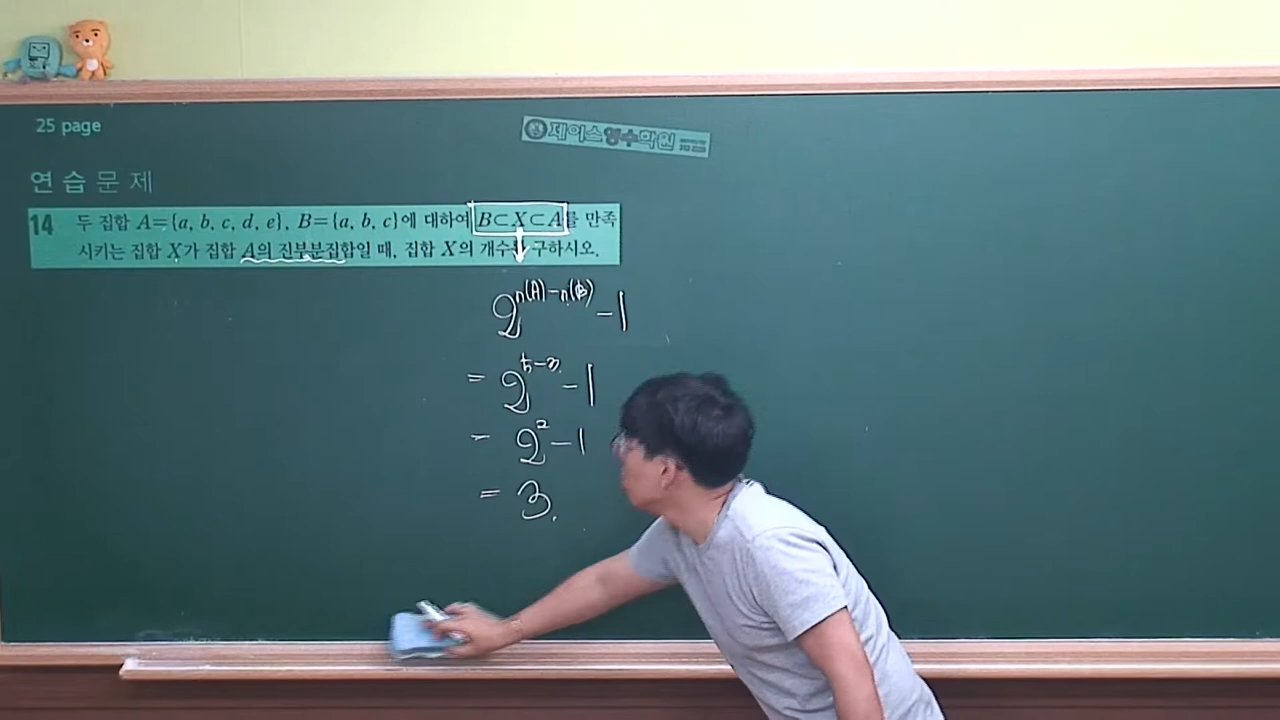 25 page
제이스영수학원
연습문제
14 두 집합 A={a, b, c, d, e}, B={a, b, c}에 대하여 B⊂X⊂A를 만족
시키는 집합 X가 집합 A의 진부분집합일 때, 집합 X의 개수를 구하시오.
2^{n(A)-n(B)}-1
= 2^{5-3}-1
= 2^2-1
= 3.